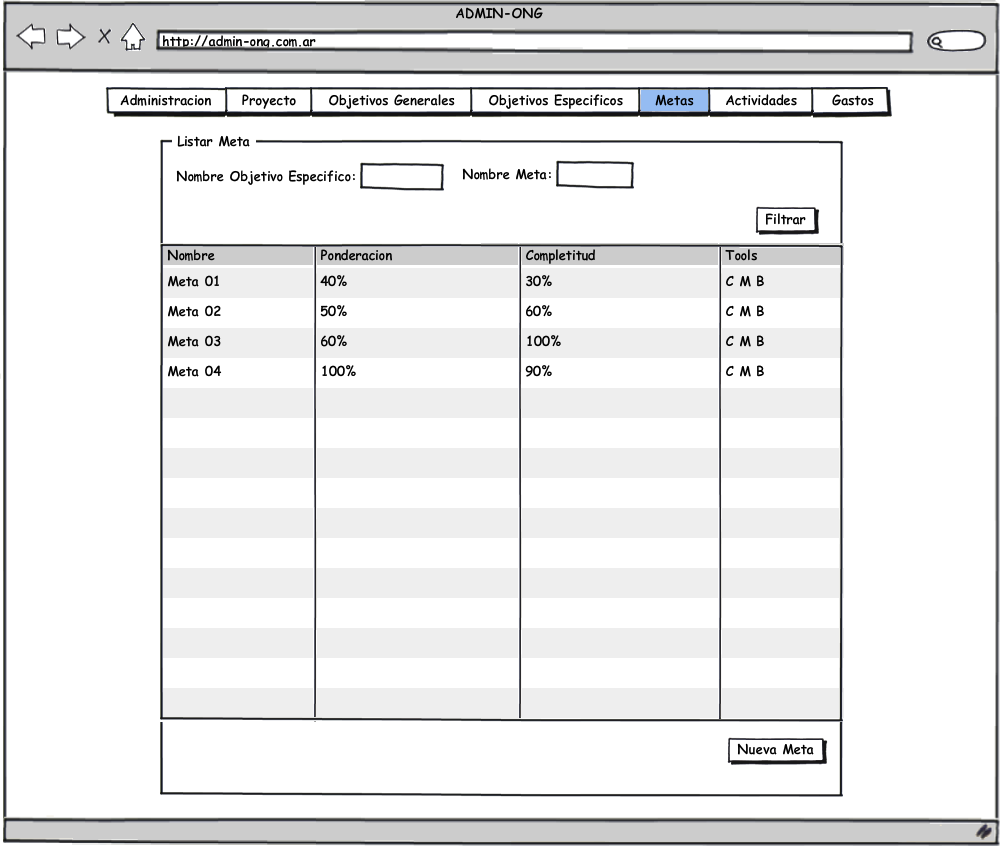 ADMIN-ONG
http://admin-ong.com.ar
Administracion Proyecto Objetivos Generales Objetivos Especificos Metas Actividades Gastos
Listar Meta
Nombre Objetivo Especifico: Nombre Meta:
Filtrar
Nombre Ponderacion Completitud Tools
Meta 01 40% 30% C M B
Meta 02 50% 60% C M B
Meta 03 60% 100% C M B
Meta 04 100% 90% C M B
Nueva Meta